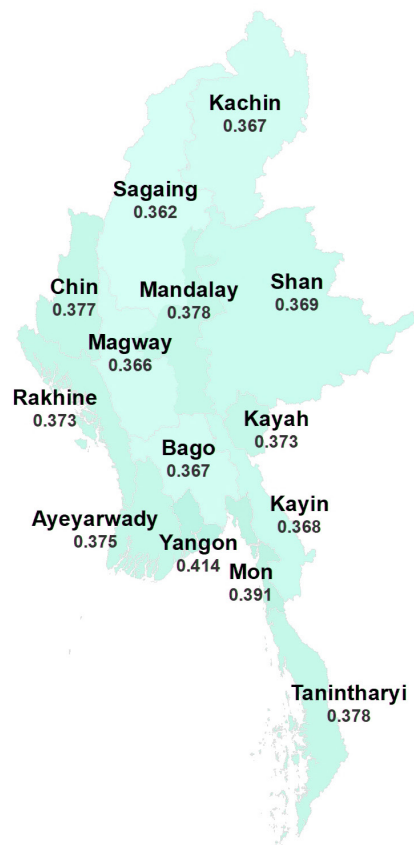 Kachin
0.367
Sagaing
0.362
Chin
0.377
Mandalay
0.378
Shan
0.369
Magway
0.366
Rakhine
0.373
Kayah
0.373
Bago
0.367
Ayeyarwady
0.375
Yangon
0.414
Kayin
0.368
Mon
0.391
Tanintharyi
0.378